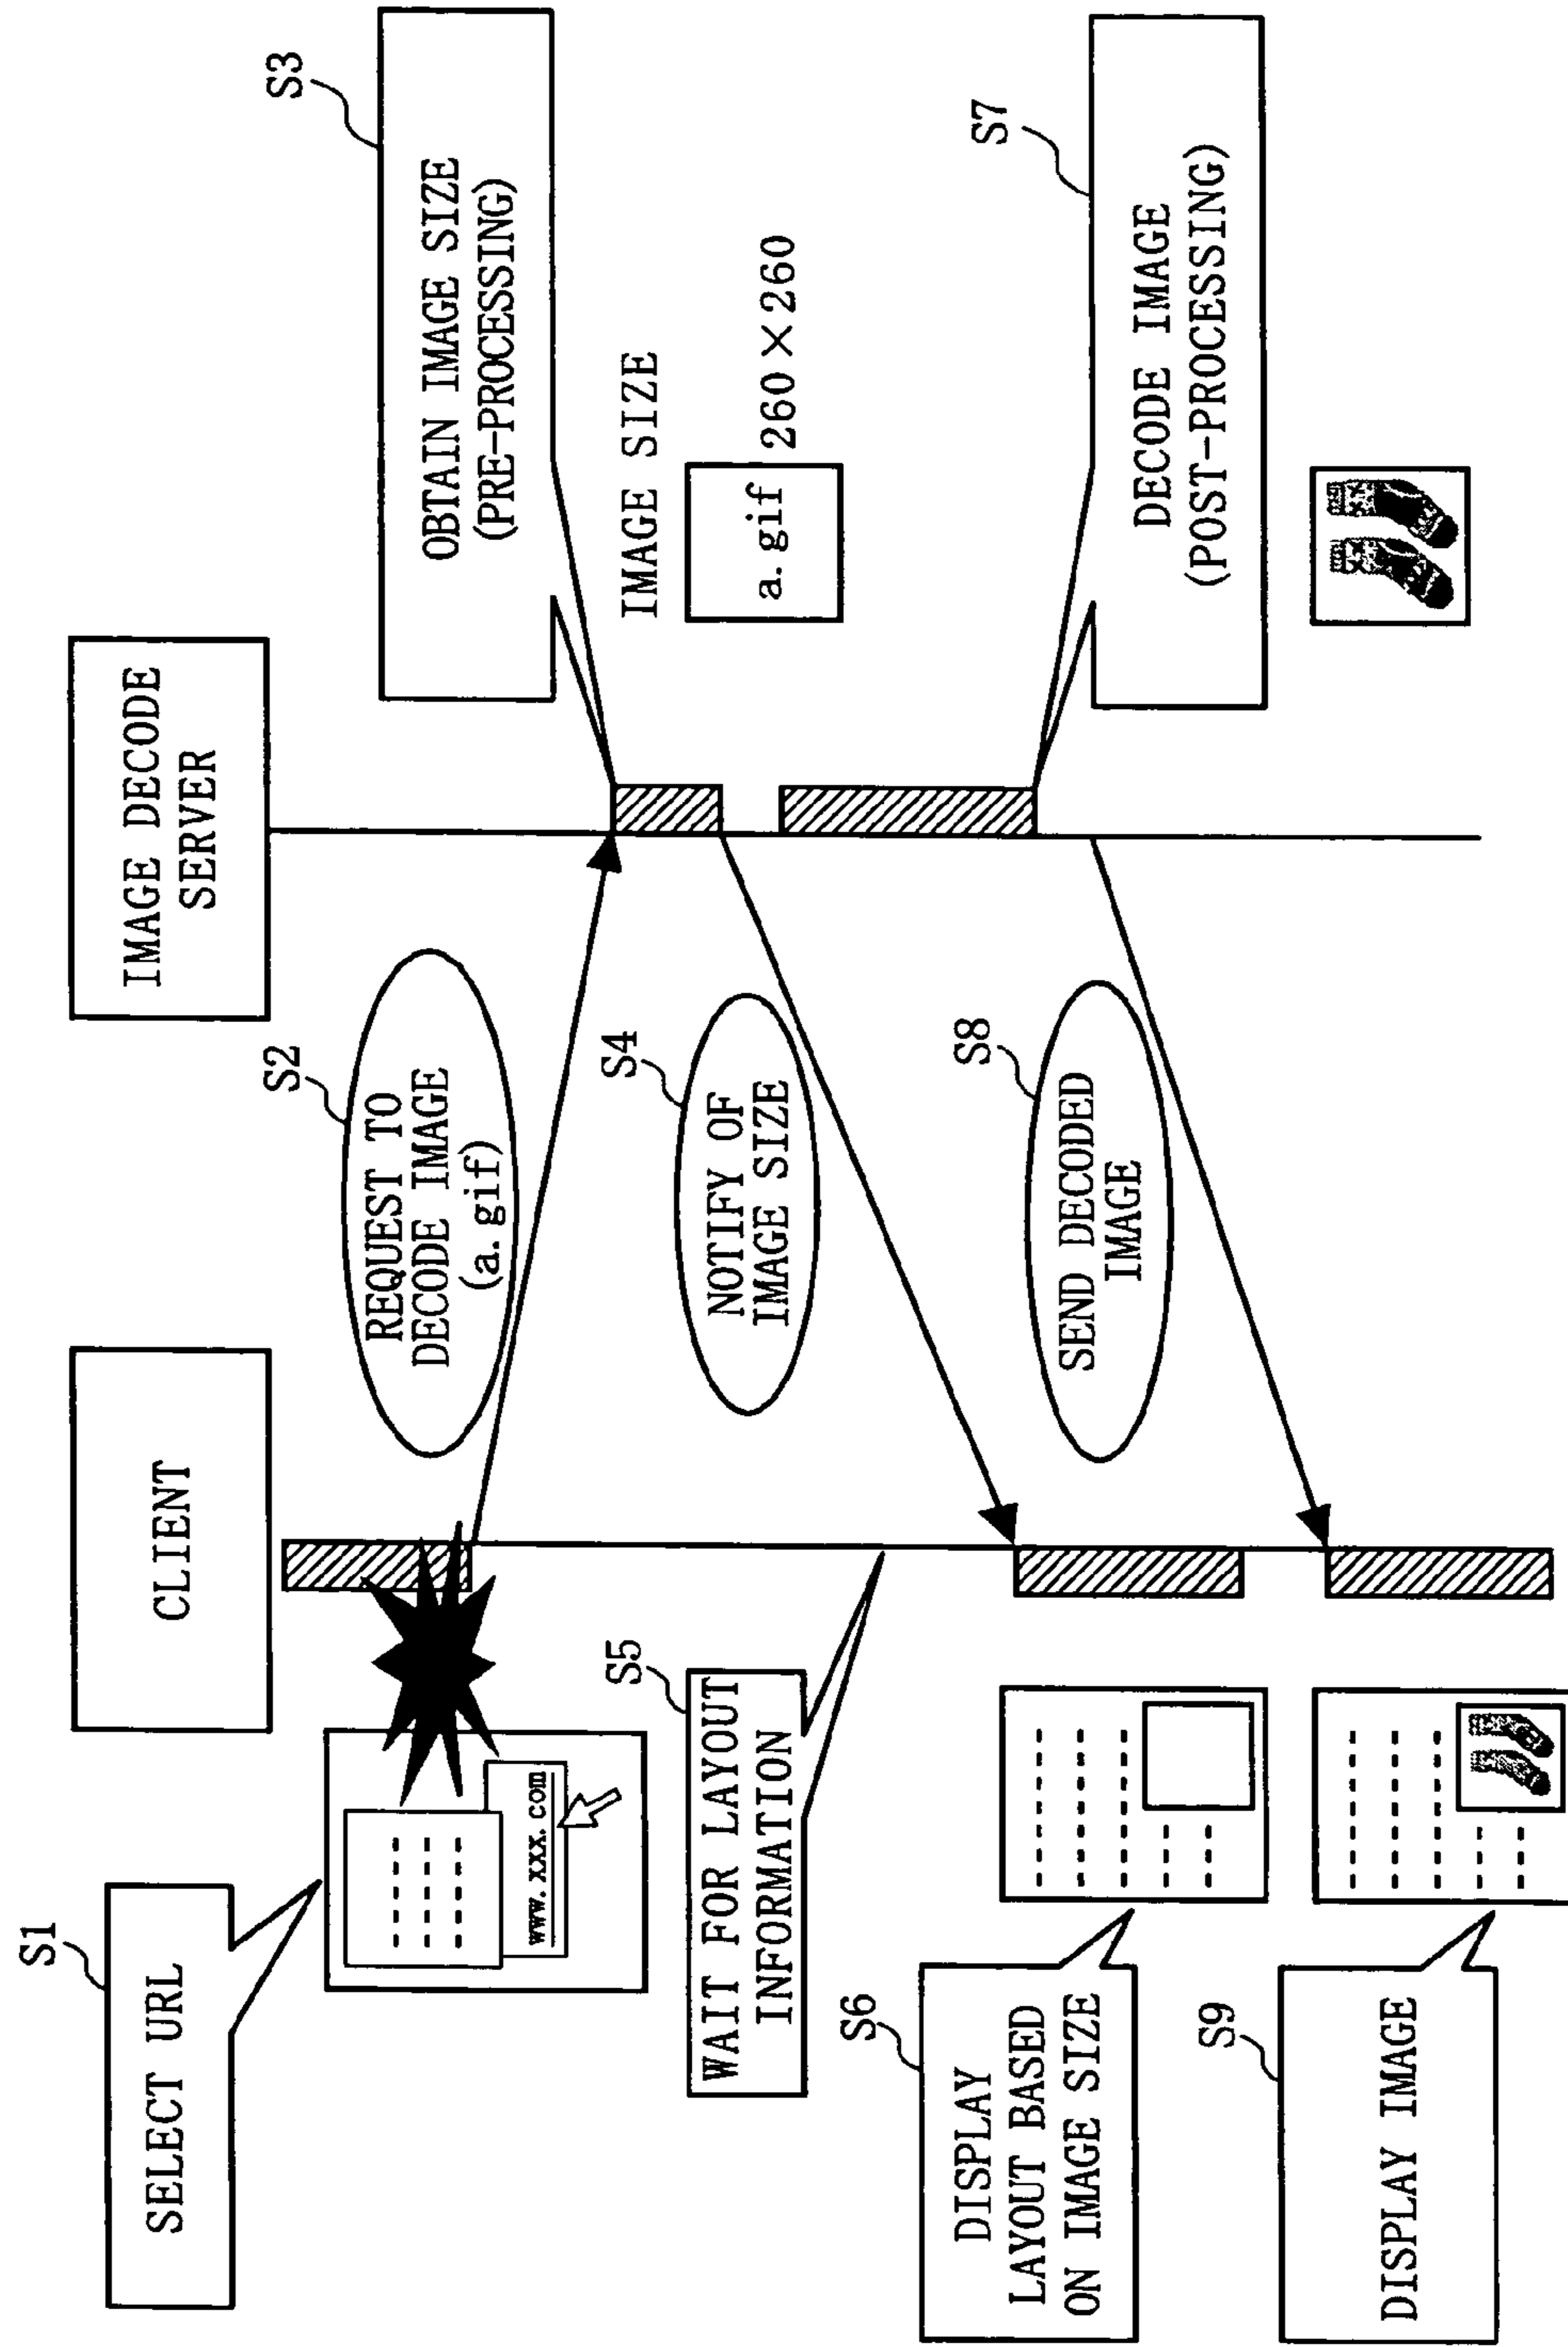 CLIENT
IMAGE DECODE
SERVER
S1
SELECT URL
www.xxx.com
S2
REQUEST TO
DECODE IMAGE
(a.gif)
S3
OBTAIN IMAGE SIZE
(PRE-PROCESSING)
IMAGE SIZE
a.gif
260×260
S4
NOTIFY OF
IMAGE SIZE
S5
WAIT FOR LAYOUT
INFORMATION
S6
DISPLAY
LAYOUT BASED
ON IMAGE SIZE
S7
DECODE IMAGE
(POST-PROCESSING)
S8
SEND DECODED
IMAGE
S9
DISPLAY IMAGE